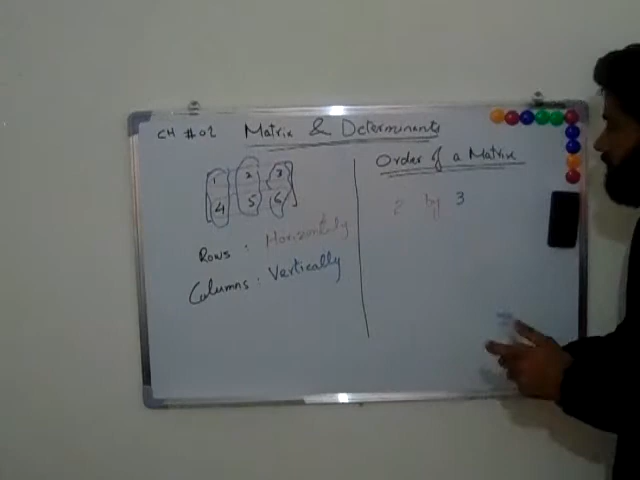 CH # 01 Matrix & Determinants
1 2 3
4 5 6
Rows : Horizontally
Columns : Vertically
Order of a Matrix
2 by 3